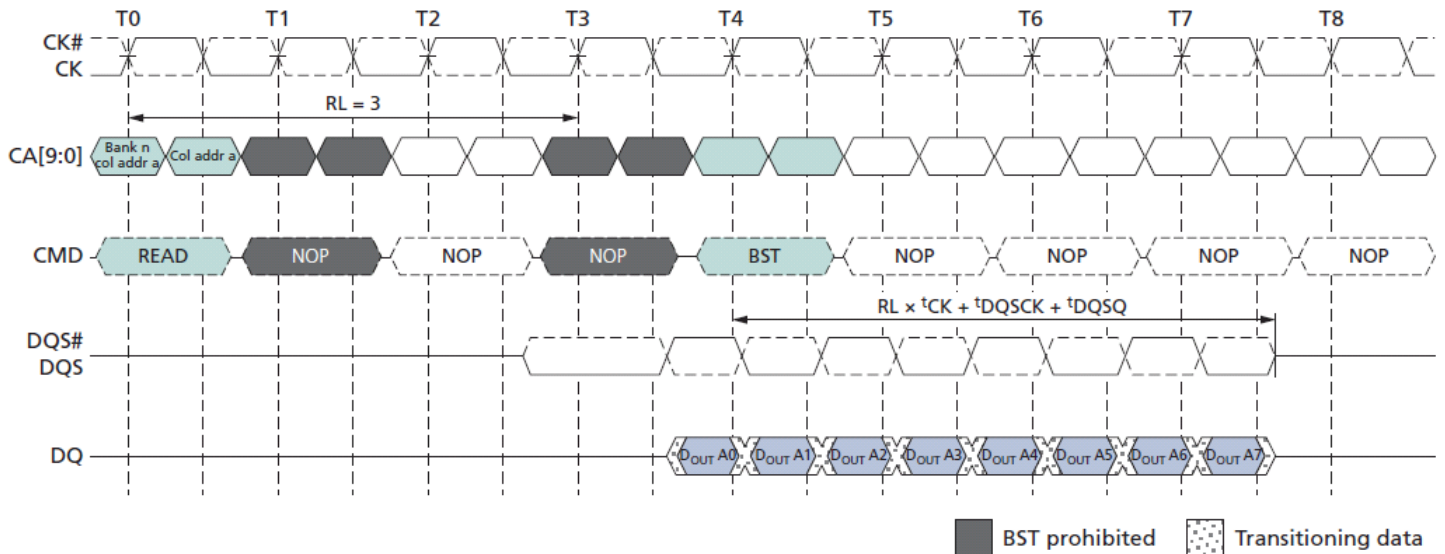 T0 T1 T2 T3 T4 T5 T6 T7 T8
CK#
CK
RL = 3
CA[9:0]
Bank n
col addr a
Col addr a
CMD READ NOP NOP NOP BST NOP NOP NOP NOP
RL × tCK + tDQSCK + tDQSQ
DQS#
DQS
DQ DOUT A0 DOUT A1 DOUT A2 DOUT A3 DOUT A4 DOUT A5 DOUT A6 DOUT A7
BST prohibited Transitioning data